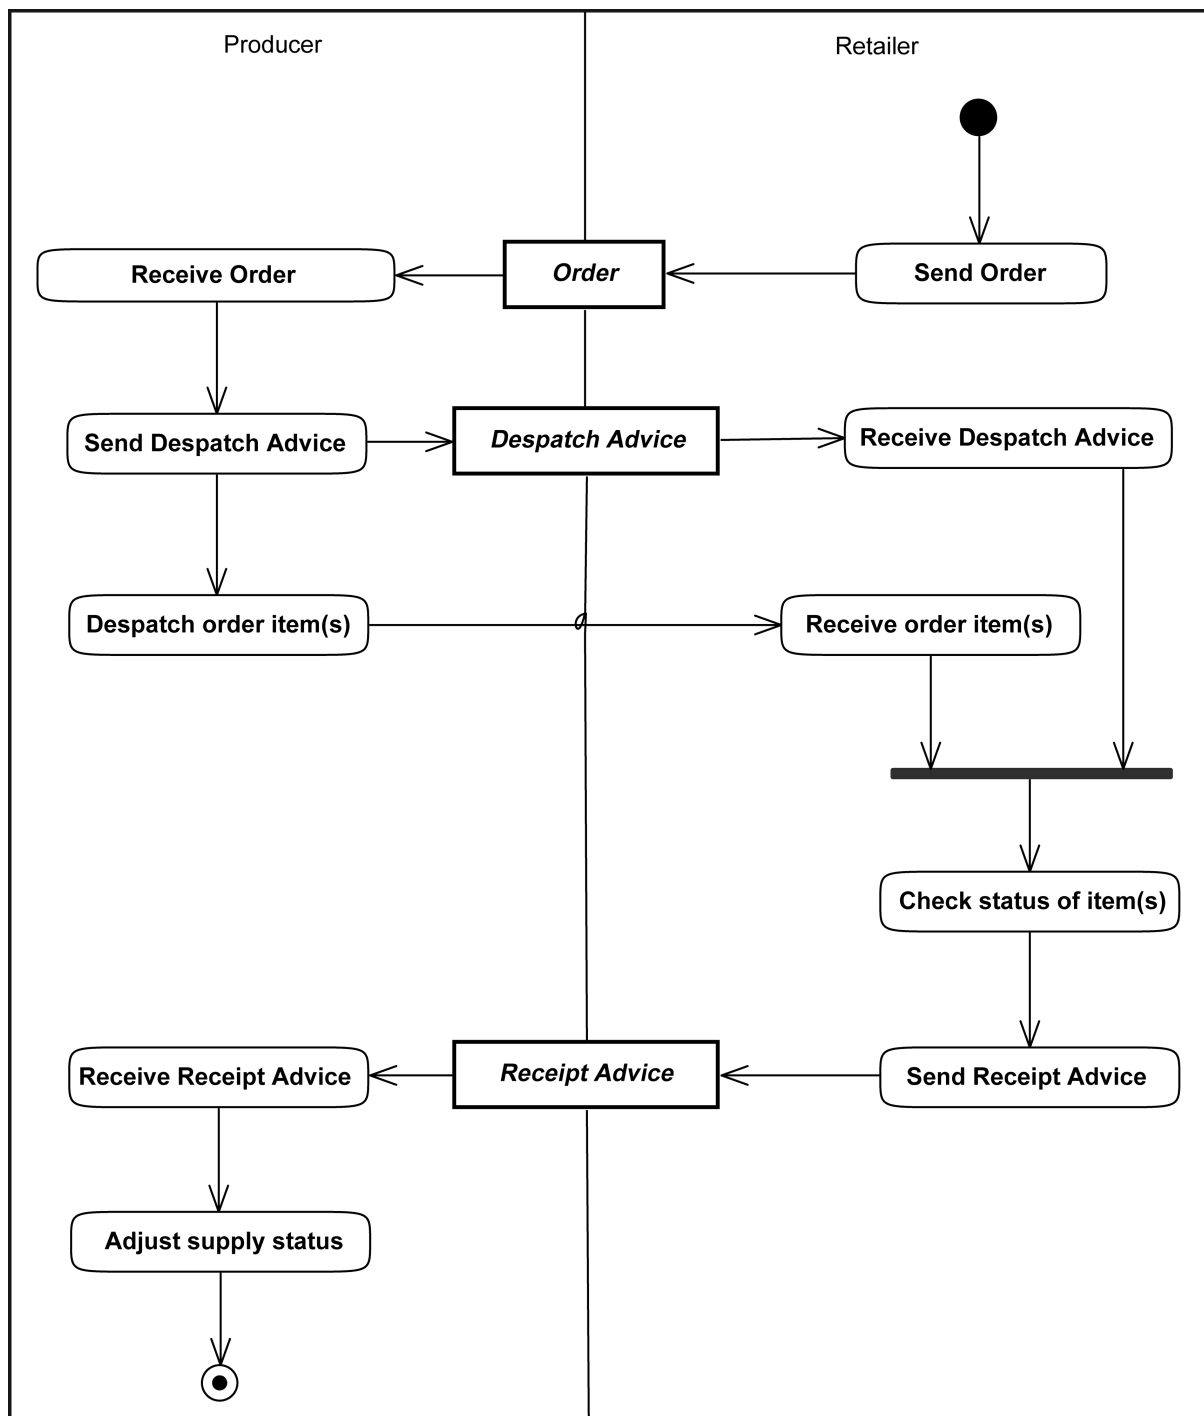 Producer
Retailer
Receive Order
Order
Send Order
Send Despatch Advice
Despatch Advice
Receive Despatch Advice
Despatch order item(s)
Receive order item(s)
Check status of item(s)
Receive Receipt Advice
Receipt Advice
Send Receipt Advice
Adjust supply status